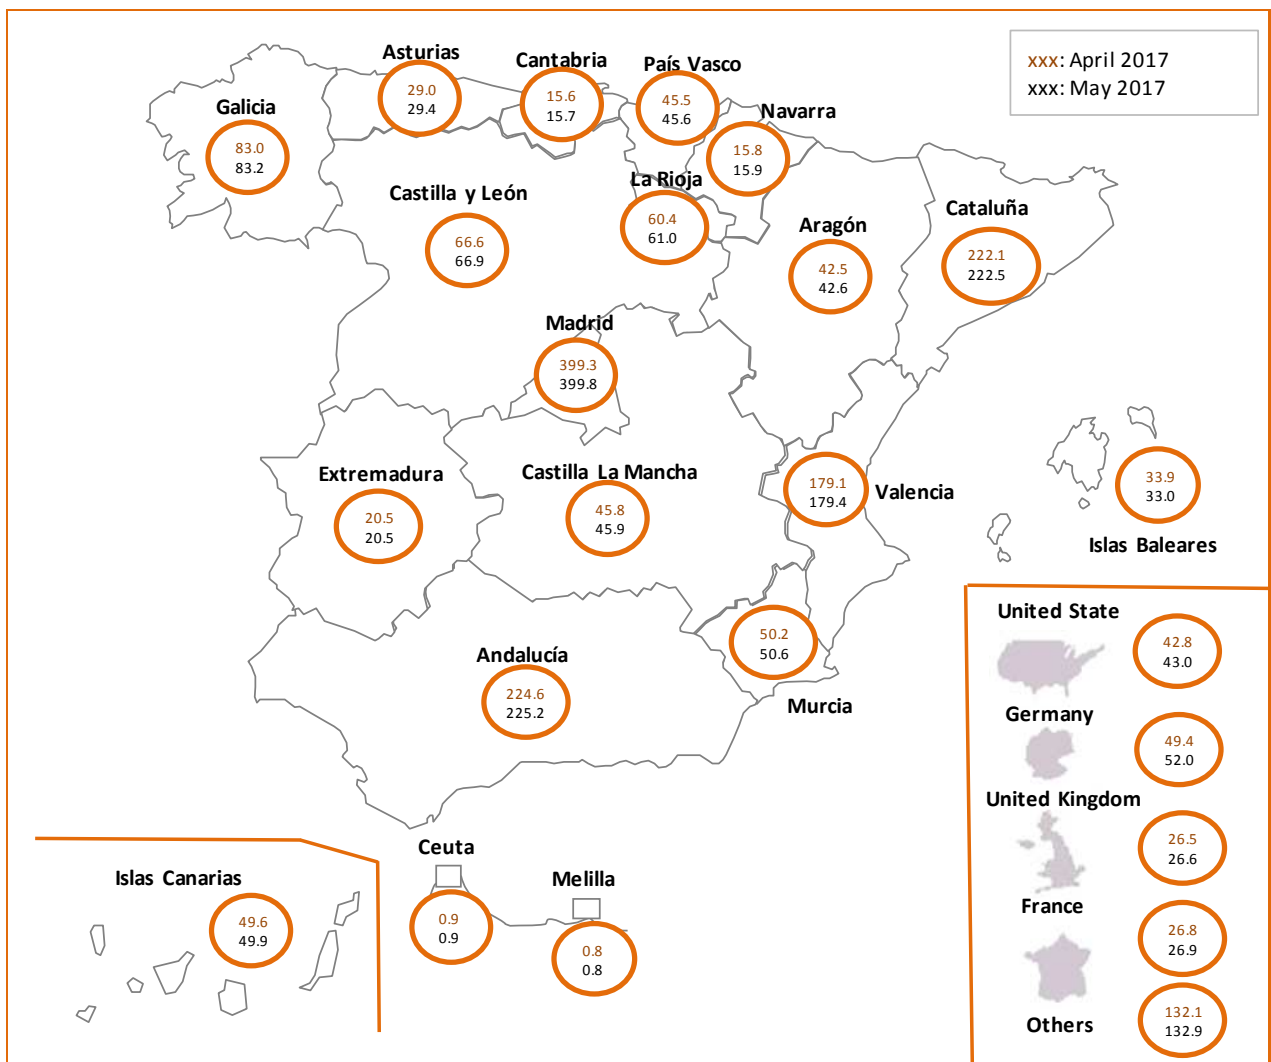 xxx: April 2017
xxx: May 2017
Asturias
29.0
29.4
Cantabria
15.6
15.7
País Vasco
45.5
45.6
Navarra
15.8
15.9
Galicia
83.0
83.2
Castilla y León
66.6
66.9
La Rioja
60.4
61.0
Aragón
42.5
42.6
Cataluña
222.1
222.5
Madrid
399.3
399.8
Extremadura
20.5
20.5
Castilla La Mancha
45.8
45.9
179.1
179.4
Valencia
33.9
33.0
Islas Baleares
Andalucía
224.6
225.2
50.2
50.6
Murcia
United State
42.8
43.0
Germany
49.4
52.0
United Kingdom
26.5
26.6
France
26.8
26.9
Others
132.1
132.9
Islas Canarias
49.6
49.9
Ceuta
0.9
0.9
Melilla
0.8
0.8